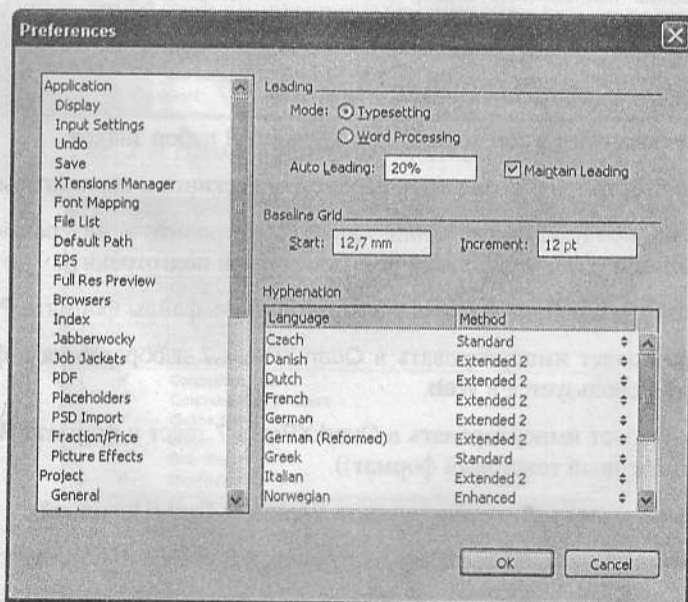 Preferences
Application
Display
Input Settings
Undo
Save
XTensions Manager
Font Mapping
File List
Default Path
EPS
Full Res Preview
Browsers
Index
Jabberwocky
Job Jackets
PDF
Placeholders
PSD Import
Fraction/Price
Picture Effects
Project
General
Leading
Mode: Typesetting
Word Processing
Auto Leading: 20% Maintain Leading
Baseline Grid
Start: 12,7 mm Increment: 12 pt
Hyphenation
Language Method
Czech Standard
Danish Extended 2
Dutch Extended 2
French Extended 2
German Extended 2
German (Reformed) Extended 2
Greek Standard
Italian Extended 2
Norwegian Enhanced
OK Cancel